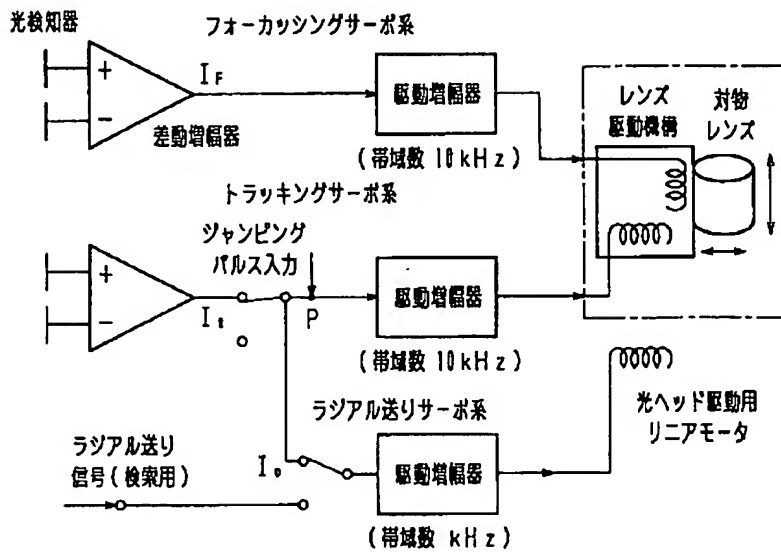 光検知器
フォーカッシングサーボ系
+
−
I F
差動増幅器
駆動増幅器
(帯域数 10kHz)
レンズ
駆動機構
対物
レンズ
トラッキングサーボ系
ジャンピング
パルス入力
+
−
I t
P
駆動増幅器
(帯域数 10kHz)
光ヘッド駆動用
リニアモータ
ラジアル送りサーボ系
ラジアル送り
信号(検索用)
I
駆動増幅器
(帯域数 kHz)